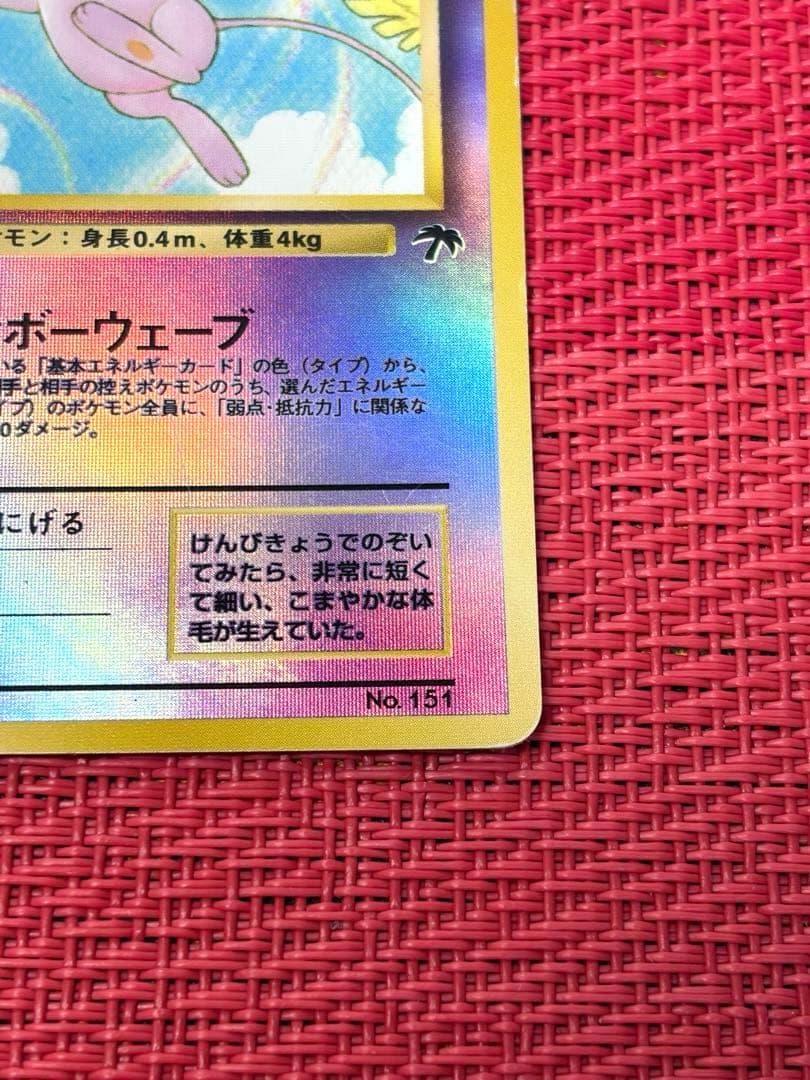 モン：身長0.4m、体重4kg
ボーウェーブ
いる「基本エネルギーカード」の色（タイプ）から、
相手と相手の控えポケモンのうち、選んだエネルギー
イプ）のポケモン全員に、「弱点・抵抗力」に関係な
0ダメージ。
にげる
けんびきょうでのぞい
てみたら、非常に短く
て細い、こまやかな体
毛が生えていた。
No. 151